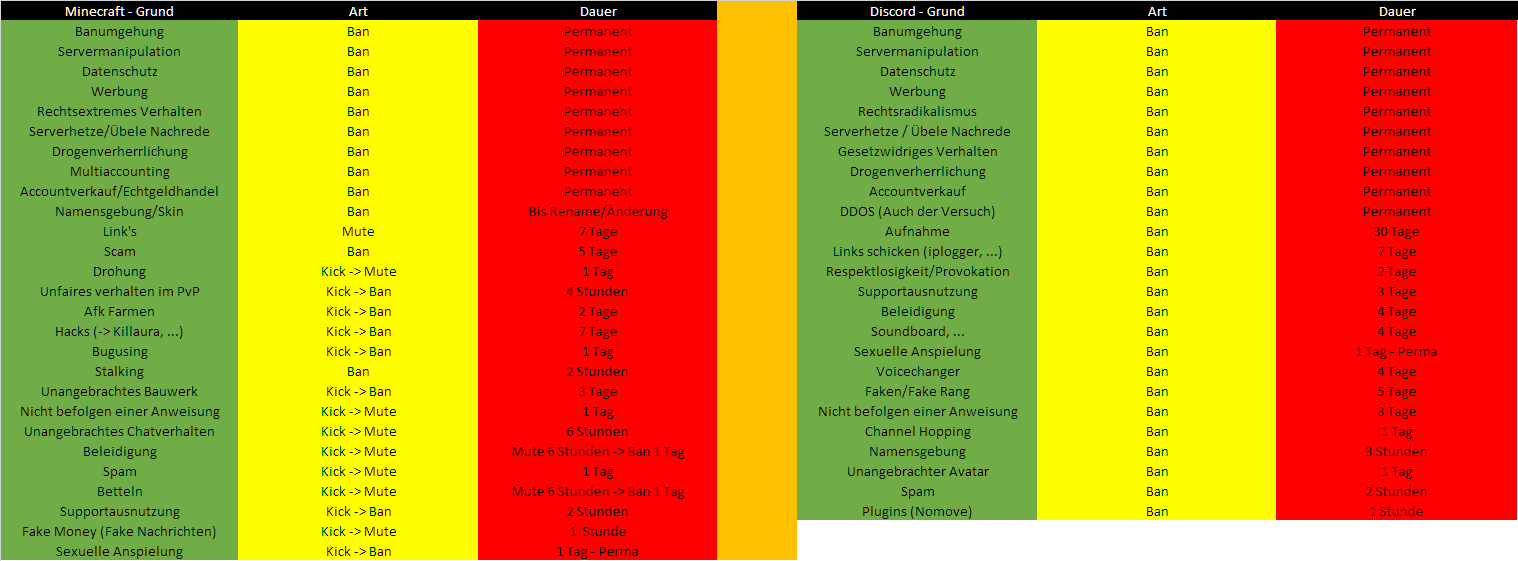 Minecraft - Grund Art Dauer Discord - Grund Art Dauer
Banumgehung Ban Permanent Banumgehung Ban Permanent
Servermanipulation Ban Permanent Servermanipulation Ban Permanent
Datenschutz Ban Permanent Datenschutz Ban Permanent
Werbung Ban Permanent Werbung Ban Permanent
Rechtsextremes Verhalten Ban Permanent Rechtsradikalismus Ban Permanent
Serverhetze/Übele Nachrede Ban Permanent Serverhetze / Übele Nachrede Ban Permanent
Drogenverherrlichung Ban Permanent Gesetzwidriges Verhalten Ban Permanent
Multiaccounting Ban Permanent Drogenverherrlichung Ban Permanent
Accountverkauf/Echtgeldhandel Ban Permanent Accountverkauf Ban Permanent
Namensgebung/Skin Ban Bis Rename/Änderung DDOS (Auch der Versuch) Ban Permanent
Link's Mute 7 Tage Aufnahme Ban 30 Tage
Scam Ban 5 Tage Links schicken (iplogger, ...) Ban 7 Tage
Drohung Kick -> Mute 1 Tag Respektlosigkeit/Provokation Ban 2 Tage
Unfaires verhalten im PvP Kick -> Ban 4 Stunden Supportausnutzung Ban 3 Tage
Afk Farmen Kick -> Ban 2 Tage Beleidigung Ban 4 Tage
Hacks (-> Killaura, ...) Kick -> Ban 7 Tage Soundboard, ... Ban 4 Tage
Bugusing Kick -> Ban 1 Tag Sexuelle Anspielung Ban 1 Tag - Perma
Stalking Ban 2 Stunden Voicechanger Ban 4 Tage
Unangebrachtes Bauwerk Kick -> Ban 3 Tage Faken/Fake Rang Ban 5 Tage
Nicht befolgen einer Anweisung Kick -> Mute 1 Tag Nicht befolgen einer Anweisung Ban 3 Tage
Unangebrachtes Chatverhalten Kick -> Mute 6 Stunden Channel Hopping Ban 1 Tag
Beleidigung Kick -> Mute Mute 6 Stunden -> Ban 1 Tag Namensgebung Ban 3 Stunden
Spam Kick -> Mute 1 Tag Unangebrachter Avatar Ban 1 Tag
Betteln Kick -> Mute Mute 6 Stunden -> Ban 1 Tag Spam Ban 2 Stunden
Supportausnutzung Kick -> Ban 2 Stunden Plugins (Nomove) Ban 1 Stunde
Fake Money (Fake Nachrichten) Kick -> Mute 1 Stunde
Sexuelle Anspielung Kick -> Ban 1 Tag - Perma